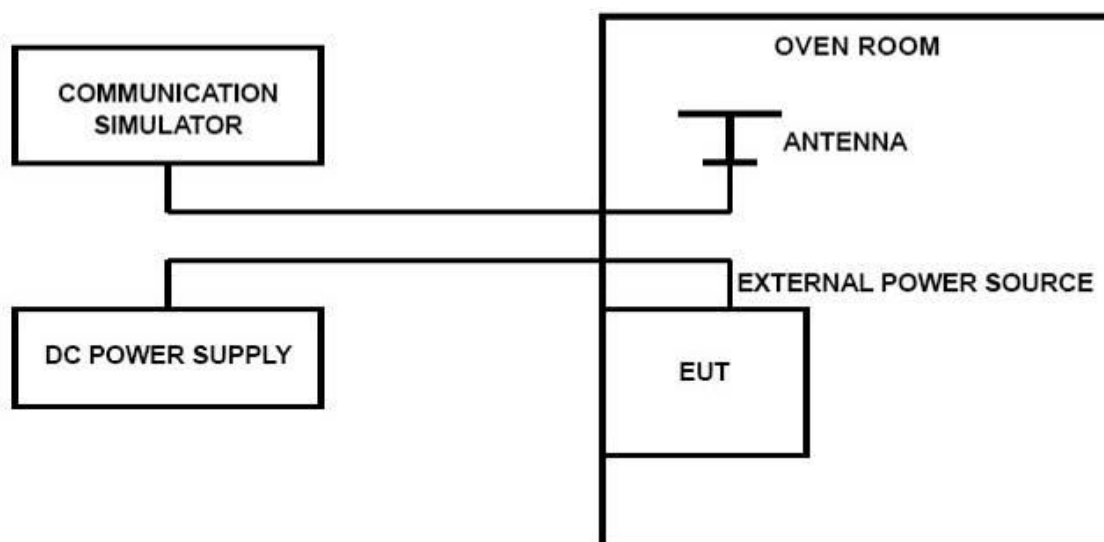 OVEN ROOM
COMMUNICATION
SIMULATOR
ANTENNA
EXTERNAL POWER SOURCE
DC POWER SUPPLY
EUT